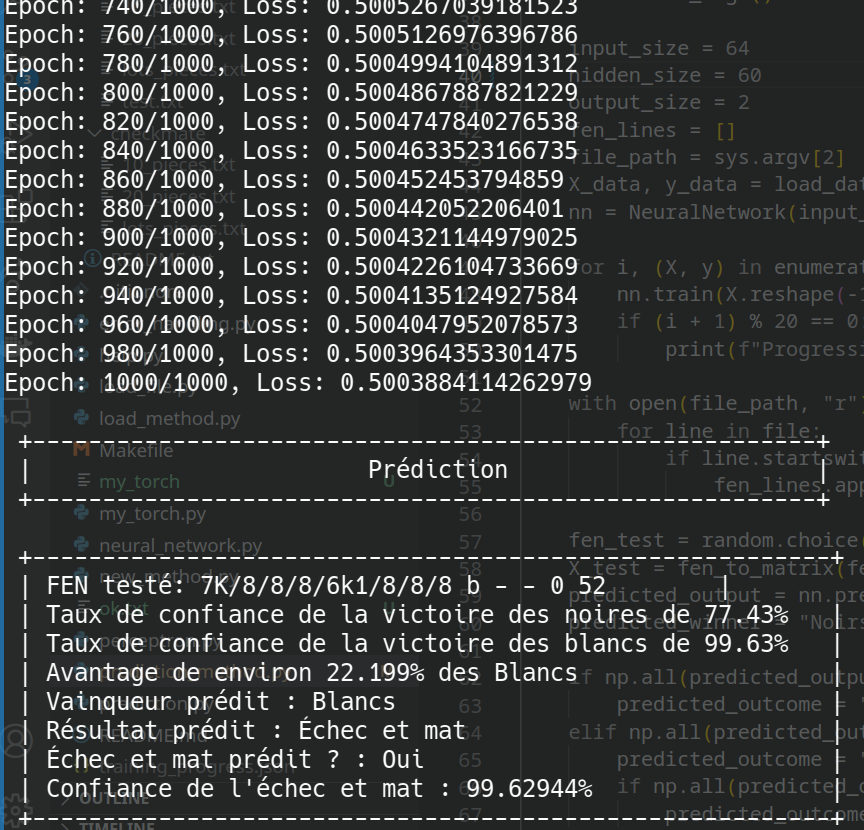 Epoch: 740/1000, Loss: 0.5005267039181523
Epoch: 760/1000, Loss: 0.5005126976396786
Epoch: 780/1000, Loss: 0.5004994104891312
Epoch: 800/1000, Loss: 0.5004867887821229
Epoch: 820/1000, Loss: 0.5004747840276538
Epoch: 840/1000, Loss: 0.5004633523166735
Epoch: 860/1000, Loss: 0.500452453794859
Epoch: 880/1000, Loss: 0.500442052206401
Epoch: 900/1000, Loss: 0.5004321144979025
Epoch: 920/1000, Loss: 0.5004226104733669
Epoch: 940/1000, Loss: 0.5004135124927584
Epoch: 960/1000, Loss: 0.5004047952078573
Epoch: 980/1000, Loss: 0.5003964353301475
Epoch: 1000/1000, Loss: 0.5003884114262979
Prédiction
FEN testé: 7K/8/8/8/6k1/8/8/8 b - - 0 52
Taux de confiance de la victoire des noires de 77.43%
Taux de confiance de la victoire des blancs de 99.63%
Avantage de environ 22.199% des Blancs
Vainqueur prédit : Blancs
Résultat prédit : Échec et mat
Échec et mat prédit ? : Oui
Confiance de l'échec et mat : 99.62944%
checkmate
load_method.py
Makefile
my_torch
my_torch.py
neural_network.py
training_progress.json
OUTLINE
TIMELINE
input_size = 64
hidden_size = 60
output_size = 2
fen_lines = []
file_path = sys.argv[2]
X_data, y_data = load_dat
nn = NeuralNetwork(input_
for i, (X, y) in enumerat
nn.train(X.reshape(-
if (i + 1) % 20 == 0
print(f"Progressi
52 with open(file_path, "r"
53 for line in file:
54 if line.startswit
55 fen_lines.app
56
57 fen_test = random.choice(
58 X_test = fen_to_matrix(fe
predicted_output = nn.pre
predicted_winner = "Noirs
if np.all(predicted_outpu
63 predicted_outcome =
64 elif np.all(predicted_ou
65 predicted_outcome =
66 if np.all(predicted_o
67 predicted_outcome